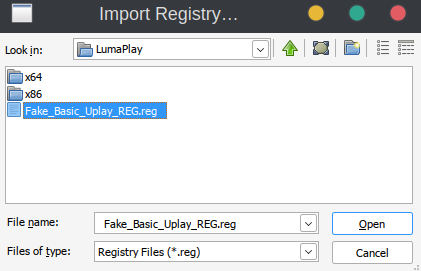 Import Registry...
Look in:
LumaPlay
x64
x86
Fake_Basic_Uplay_REG.reg
File name:
Fake_Basic_Uplay_REG.reg
Open
Files of type:
Registry Files (*.reg)
Cancel